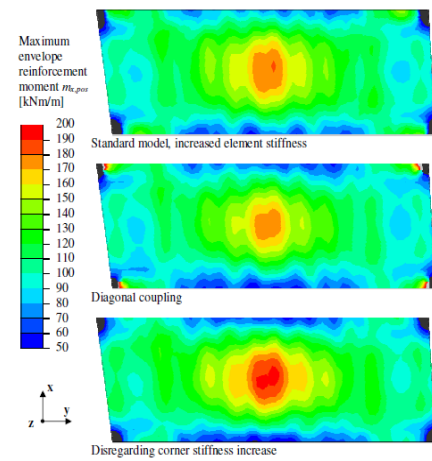 Maximum
envelope
reinforcement
moment mx,pos
[kNm/m]
200
190
180
170
160
150
140
130
120
110
100
90
80
70
60
50
Standard model, increased element stiffness
Diagonal coupling
Disregarding corner stiffness increase
x
z
y